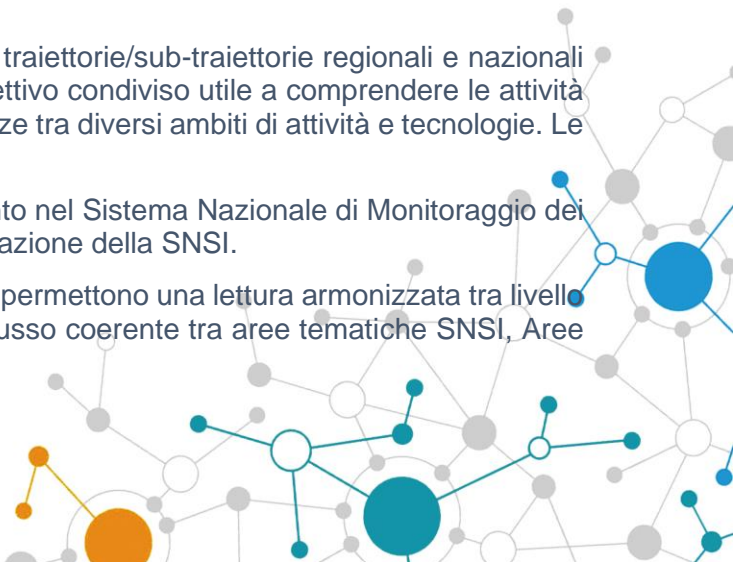 traiettorie/sub-traiettorie regionali e nazionali
ettivo condiviso utile a comprendere le attività
ze tra diversi ambiti di attività e tecnologie. Le
nto nel Sistema Nazionale di Monitoraggio dei
azione della SNSI.
permettono una lettura armonizzata tra livello
usso coerente tra aree tematiche SNSI, Aree